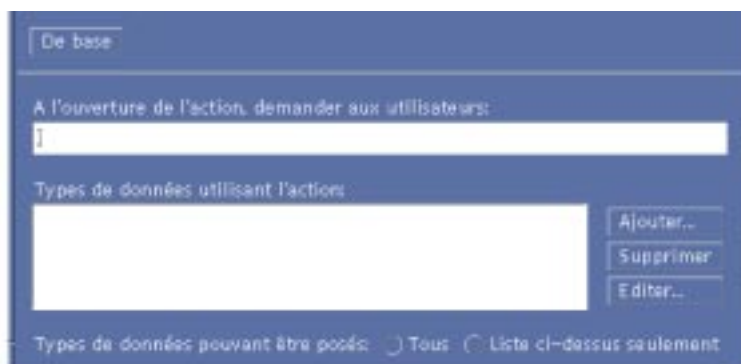 De base
A l'ouverture de l'action, demander aux utilisateurs:
Types de données utilisant l'action:
Ajouter...
Supprimer
Editer...
Types de données pouvant être posés: Tous Liste ci-dessus seulement